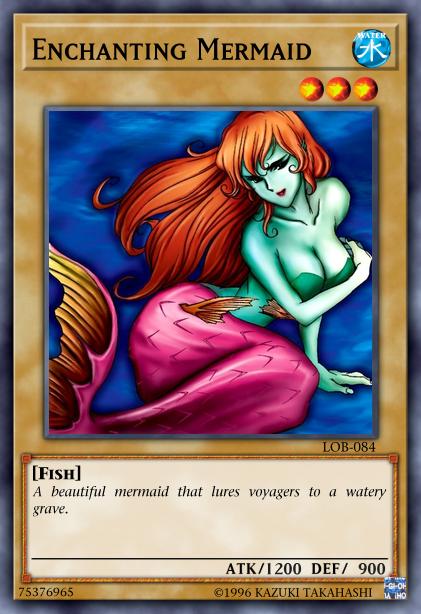 Enchanting Mermaid
WATER
水
LOB-084
[Fish]
A beautiful mermaid that lures voyagers to a watery
grave.
ATK/1200 DEF/ 900
75376965
©1996 KAZUKI TAKAHASHI